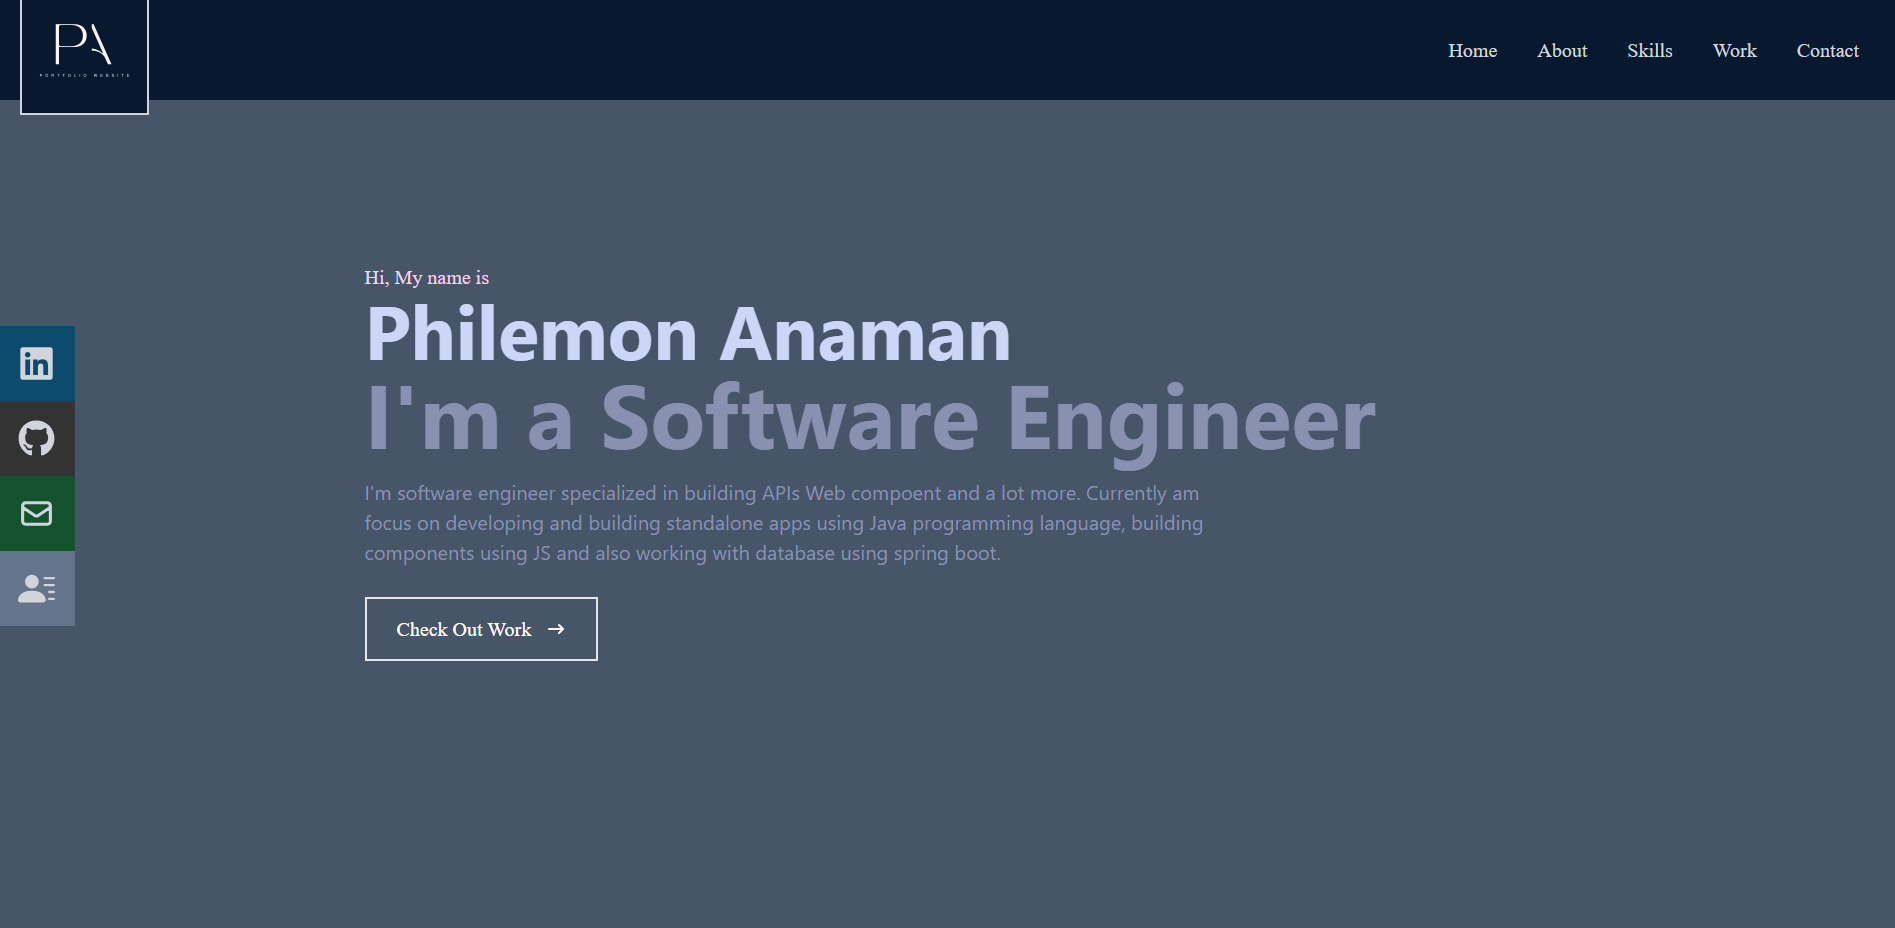 PA
PORTFOLIO WEBSITE
Home About Skills Work Contact
Hi, My name is
Philemon Anaman
I'm a Software Engineer
I'm software engineer specialized in building APIs Web compoent and a lot more. Currently am
focus on developing and building standalone apps using Java programming language, building
components using JS and also working with database using spring boot.
Check Out Work
in